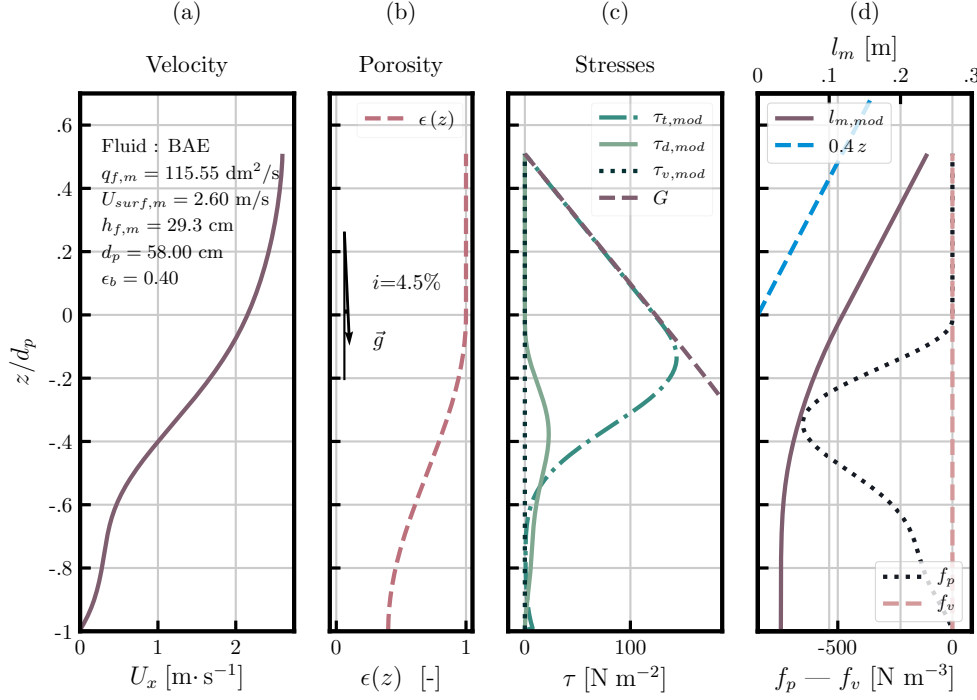 (a)
(b)
(c)
(d)
l_m [m]
0
.1
.2
.3
Velocity
Porosity
Stresses
z/d_p
.6
.4
.2
0
-.2
-.4
-.6
-.8
-1
Fluid : BAE
q_{f,m} = 115.55 dm²/s
U_{surf,m} = 2.60 m/s
h_{f,m} = 29.3 cm
d_p = 58.00 cm
ϵ_b = 0.40
0
1
2
U_x [m·s⁻¹]
ϵ(z)
i=4.5%
g⃗
0
1
ϵ(z) [-]
τ_{t,mod}
τ_{d,mod}
τ_{v,mod}
G
0
100
τ [N m⁻²]
l_{m,mod}
0.4 z
f_p
f_v
-500
0
f_p — f_v [N m⁻³]